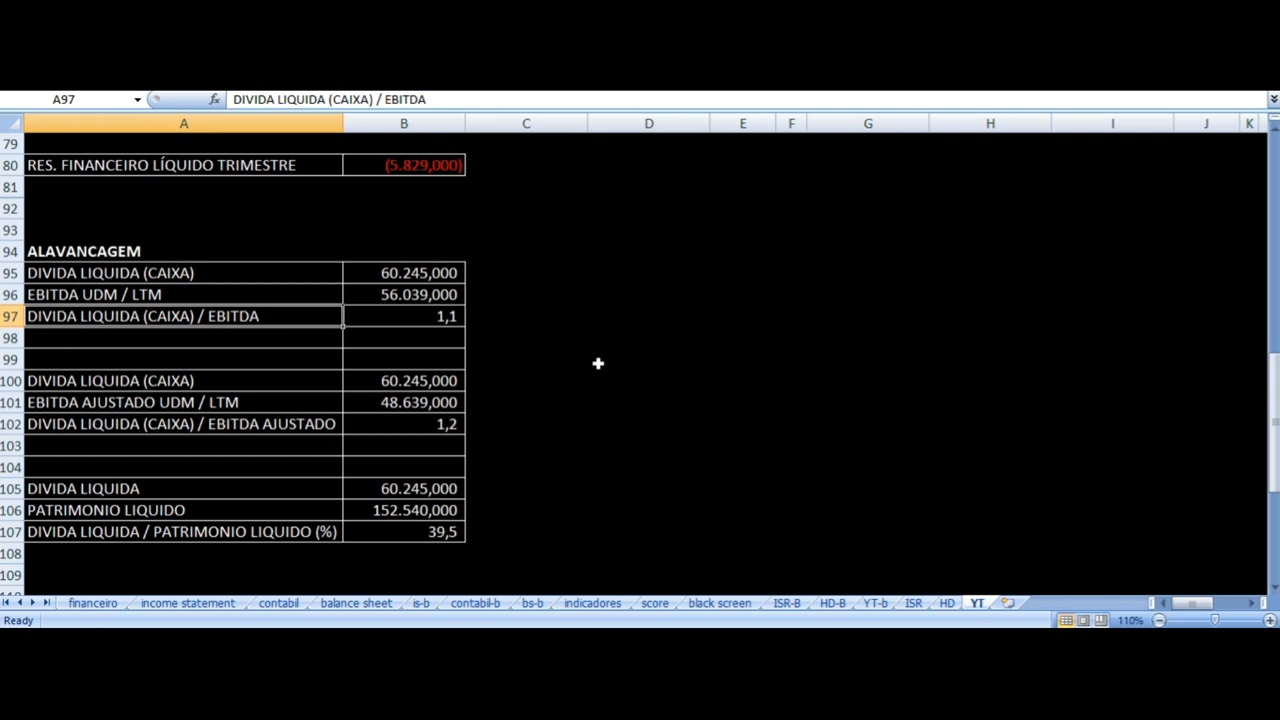 A97 fx DIVIDA LIQUIDA (CAIXA) / EBITDA
A B C D E F G H I J K
79
80 RES. FINANCEIRO LÍQUIDO TRIMESTRE (5.829,000)
81
92
93
94 ALAVANCAGEM
95 DIVIDA LIQUIDA (CAIXA) 60.245,000
96 EBITDA UDM / LTM 56.039,000
97 DIVIDA LIQUIDA (CAIXA) / EBITDA 1,1
98
99
100 DIVIDA LIQUIDA (CAIXA) 60.245,000
101 EBITDA AJUSTADO UDM / LTM 48.639,000
102 DIVIDA LIQUIDA (CAIXA) / EBITDA AJUSTADO 1,2
103
104
105 DIVIDA LIQUIDA 60.245,000
106 PATRIMONIO LIQUIDO 152.540,000
107 DIVIDA LIQUIDA / PATRIMONIO LIQUIDO (%) 39,5
108
109
financeiro income statement contabil balance sheet is-b contabil-b bs-b indicadores score black screen ISR-B HD-B YT-b ISR HD YT
Ready 110%